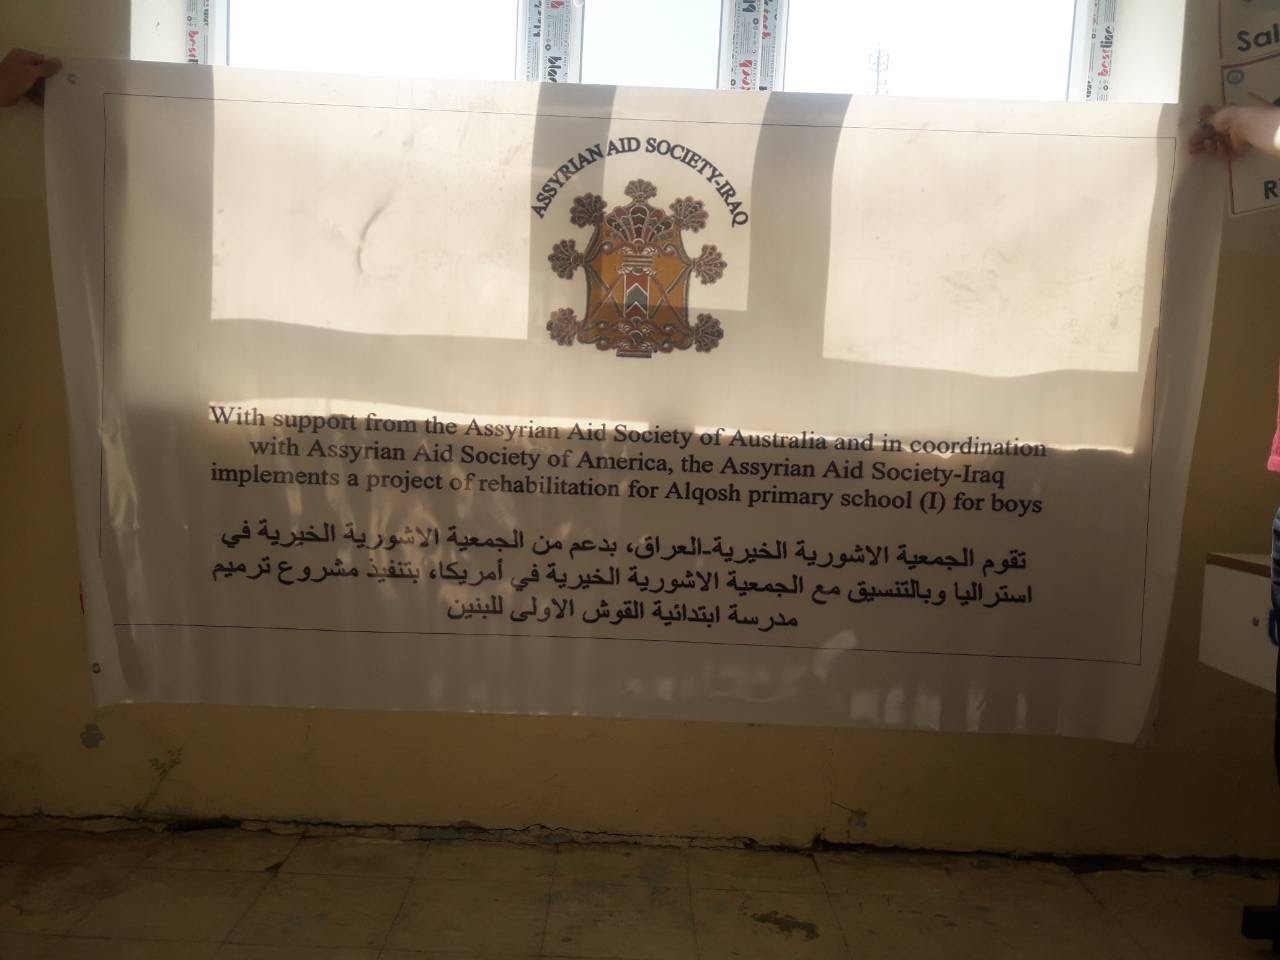 Sal
R
ASSYRIAN AID SOCIETY-IRAQ
With support from the Assyrian Aid Society of Australia and in coordination
with Assyrian Aid Society of America, the Assyrian Aid Society-Iraq
implements a project of rehabilitation for Alqosh primary school (I) for boys
تقوم الجمعية الاشورية الخيرية-العراق، بدعم من الجمعية الاشورية الخيرية في
استراليا وبالتنسيق مع الجمعية الاشورية الخيرية في أمريكا، بتنفيذ مشروع ترميم
مدرسة ابتدائية القوش الاولى للبنين